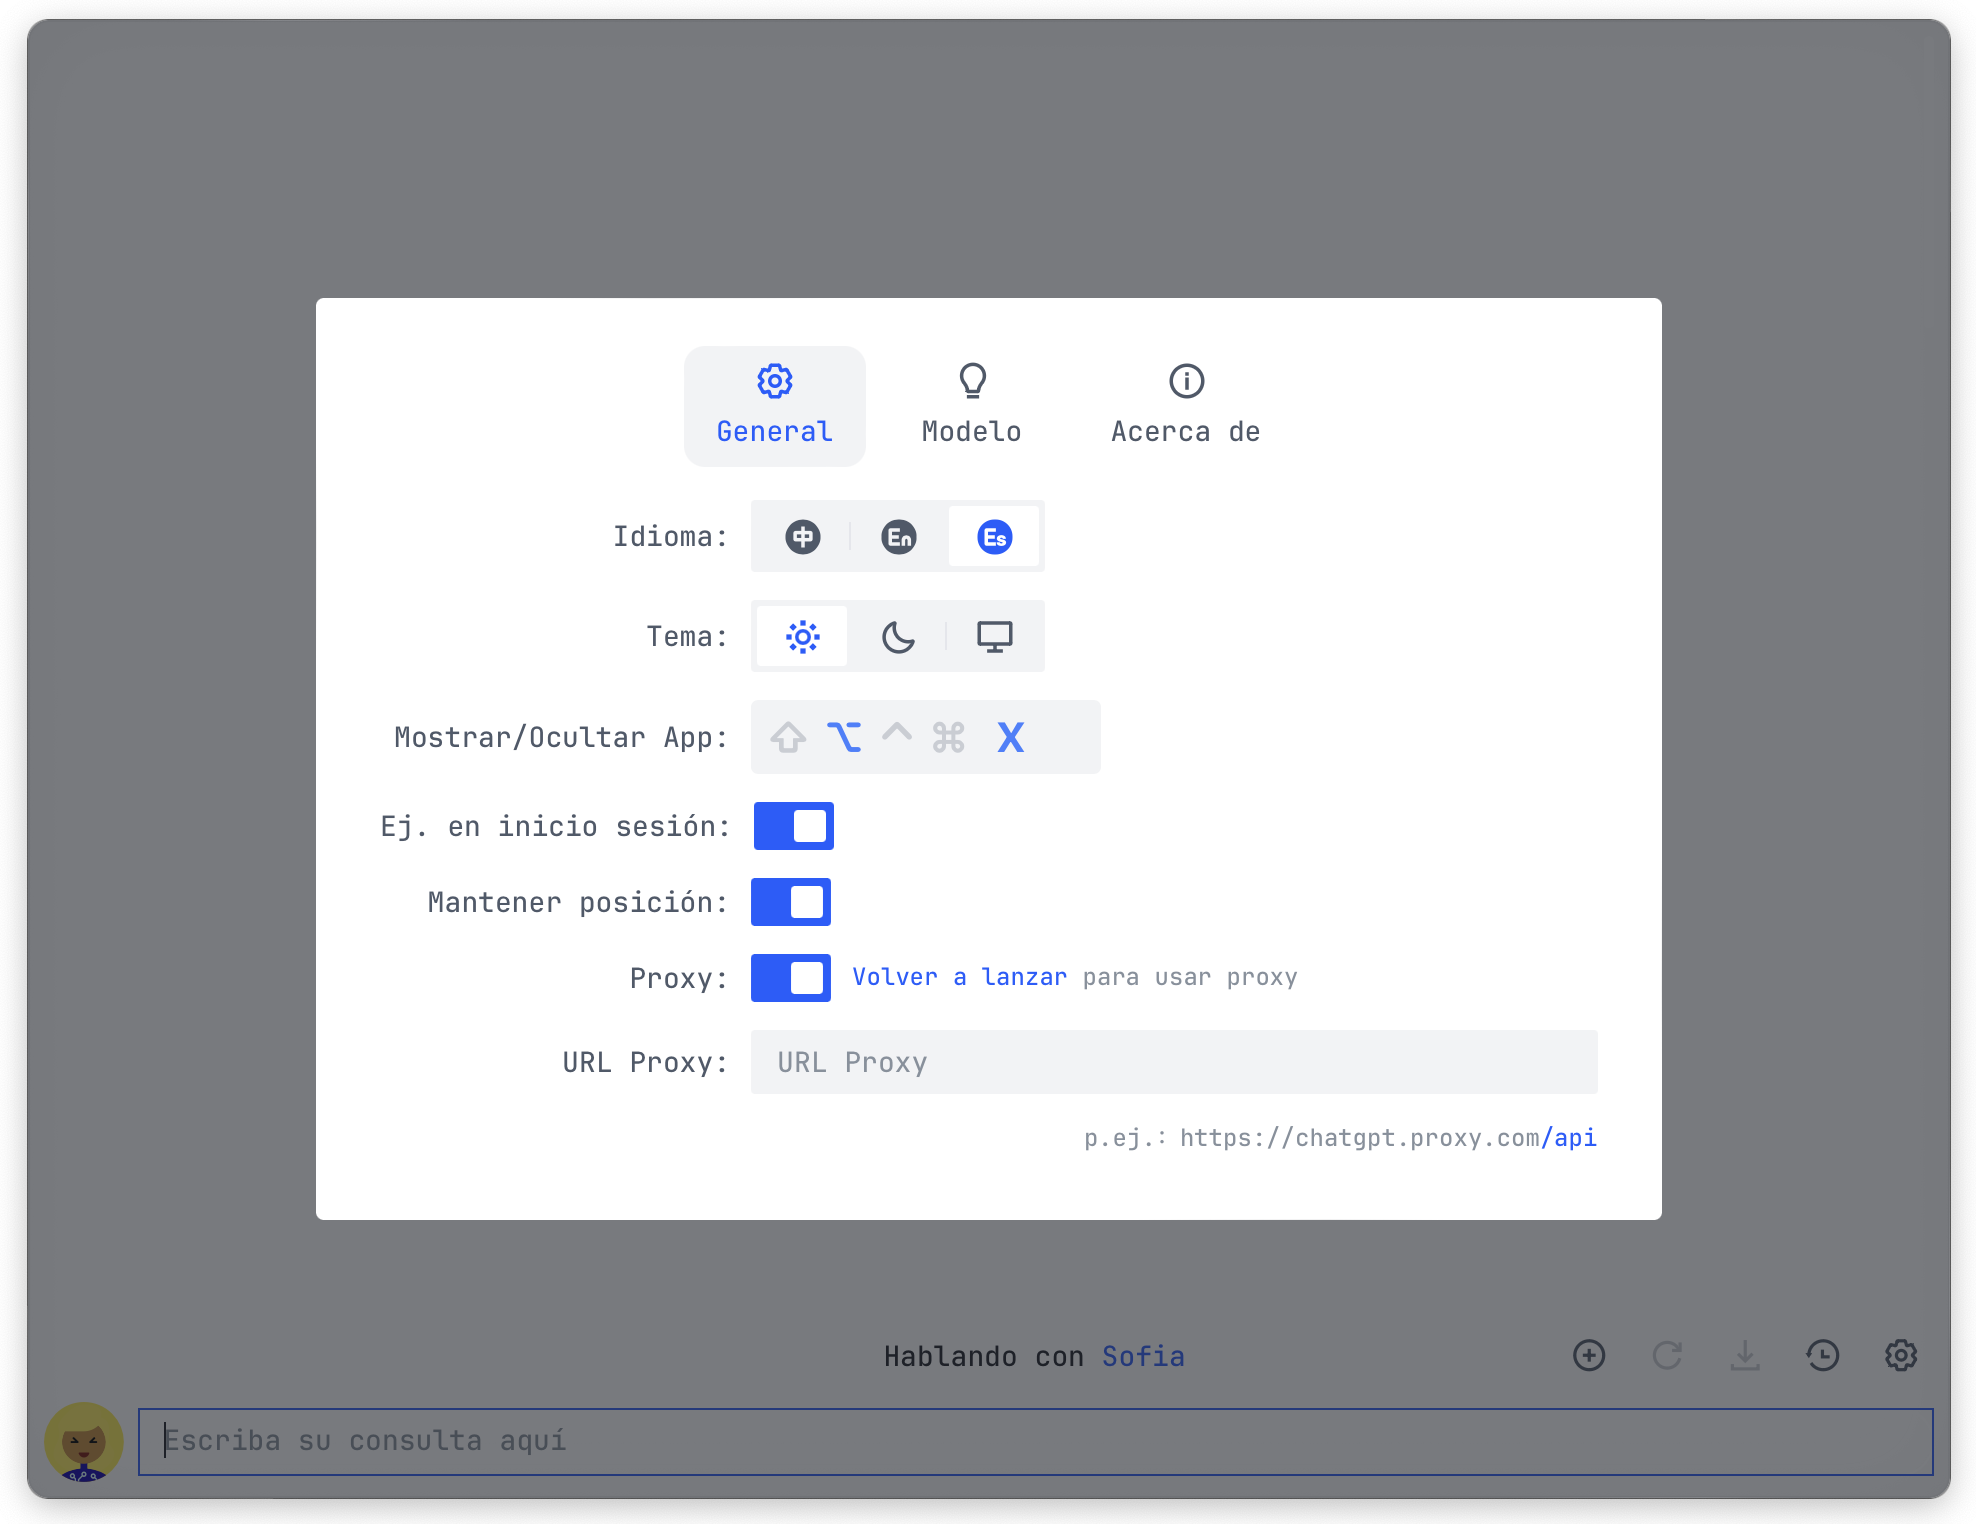 General
Modelo
Acerca de
Idioma: 中 En Es
Tema:
Mostrar/Ocultar App: ⇧ ⌥ ^ ⌘ X
Ej. en inicio sesión:
Mantener posición:
Proxy: Volver a lanzar para usar proxy
URL Proxy: URL Proxy
p.ej.: https://chatgpt.proxy.com/api
Hablando con Sofia
Escriba su consulta aquí